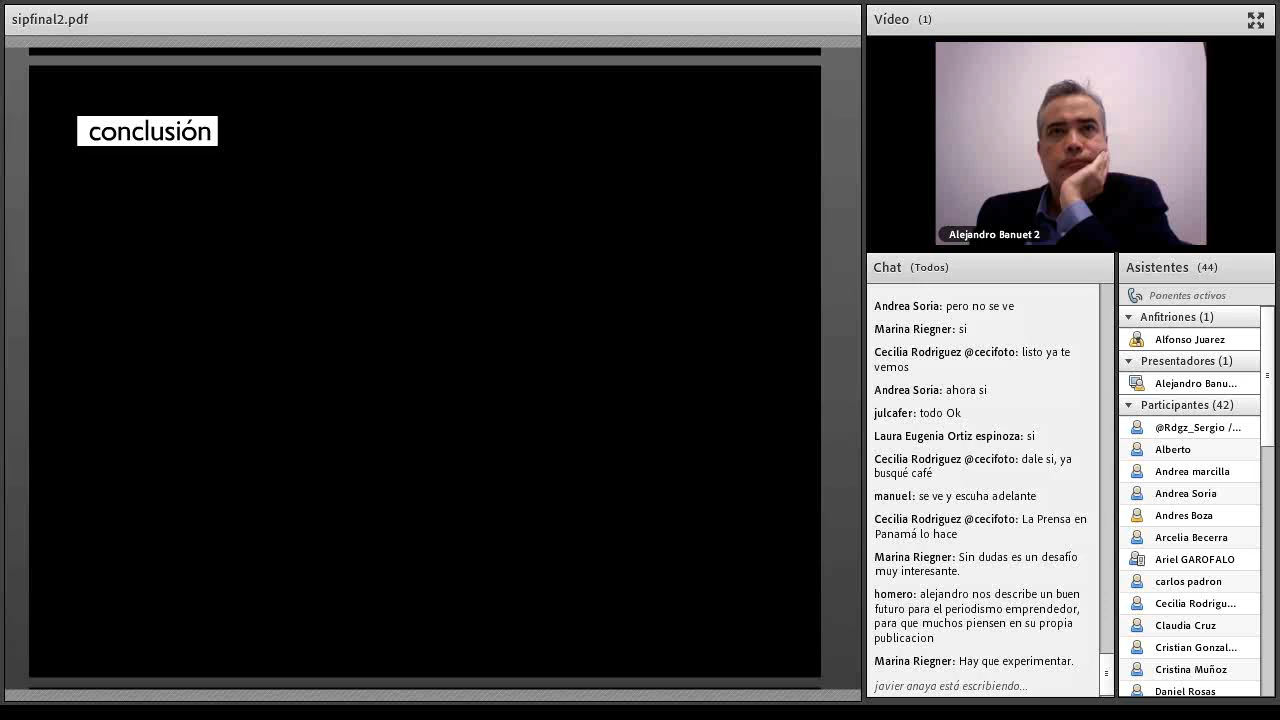 sipfinal2.pdf
conclusión
Vídeo (1)
Alejandro Banuet 2
Chat (Todos)
Andrea Soria: pero no se ve
Marina Riegner: si
Cecilia Rodriguez @cecifoto: listo ya te
vemos
Andrea Soria: ahora si
julcafer: todo Ok
Laura Eugenia Ortiz espinoza: si
Cecilia Rodriguez @cecifoto: dale si, ya
busqué café
manuel: se ve y escuha adelante
Cecilia Rodriguez @cecifoto: La Prensa en
Panamá lo hace
Marina Riegner: Sin dudas es un desafío
muy interesante.
homero: alejandro nos describe un buen
futuro para el periodismo emprendedor,
para que muchos piensen en su propia
publicacion
Marina Riegner: Hay que experimentar.
javier anaya está escribiendo...
Asistentes (44)
Ponentes activos
Anfitriones (1)
Alfonso Juarez
Presentadores (1)
Alejandro Banu...
Participantes (42)
@Rdgz_Sergio /...
Alberto
Andrea marcilla
Andrea Soria
Andres Boza
Arcelia Becerra
Ariel GAROFALO
carlos padron
Cecilia Rodrigu...
Claudia Cruz
Cristian Gonzal...
Cristina Muñoz
Daniel Rosas